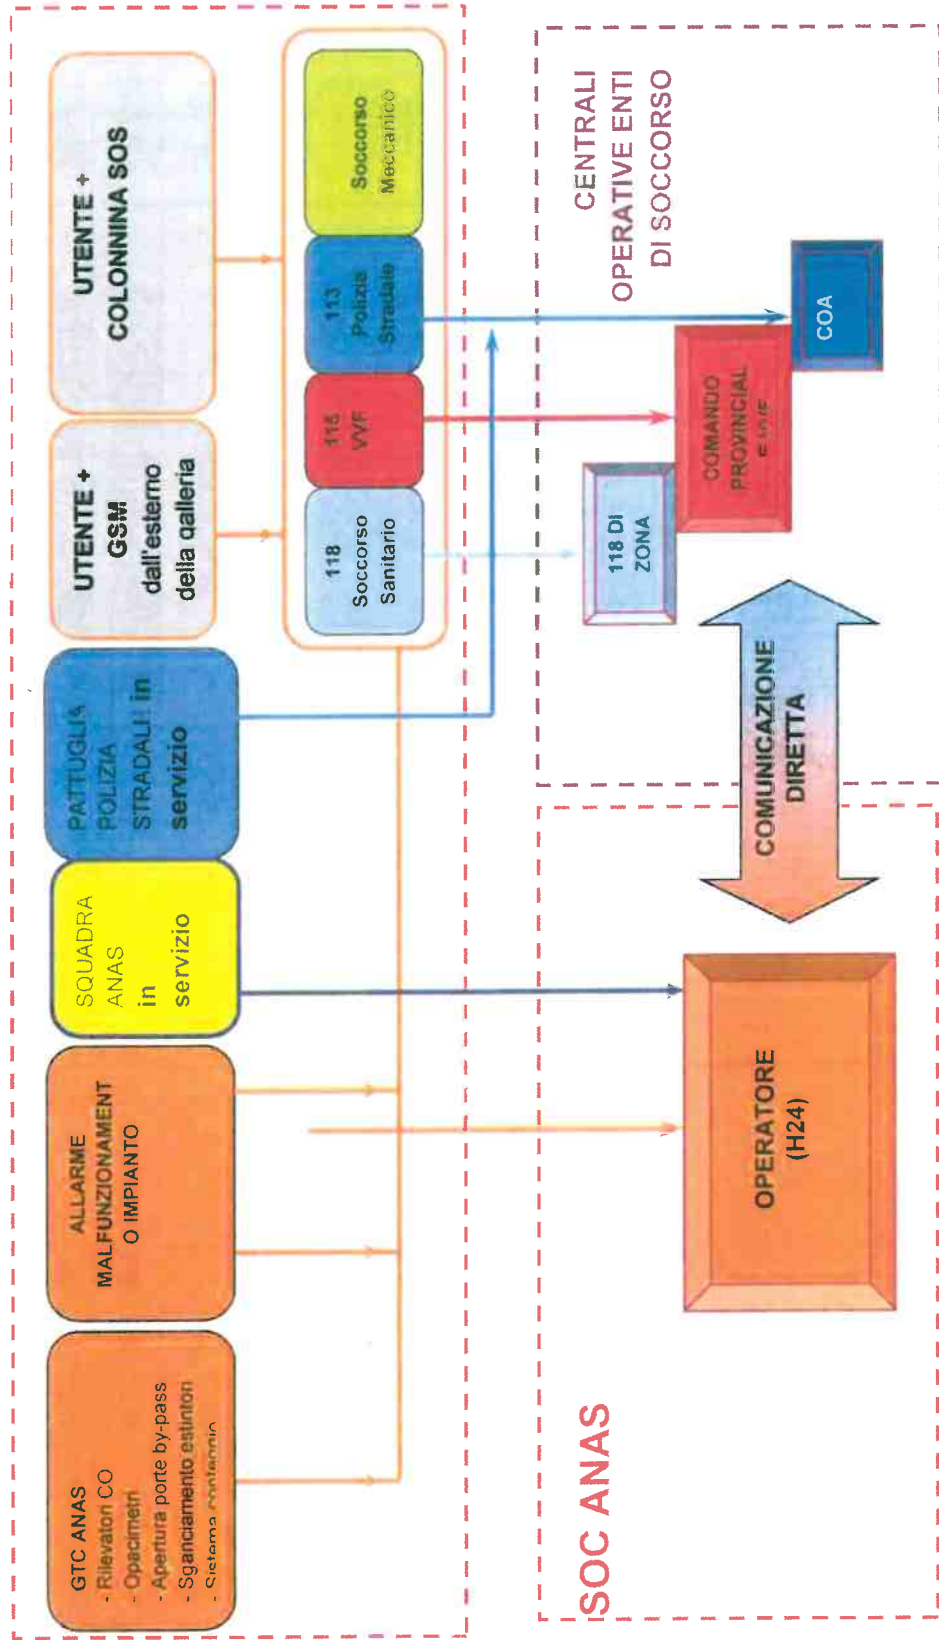 GTC ANAS
- Rilevatori CO
- Opacimetri
- Apertura porte by-pass
- Sganciamento estintori
- Sistema conteggio
ALLARME
MALFUNZIONAMENT
O IMPIANTO
SQUADRA
ANAS
in
servizio
PATTUGLIA
POLIZIA
STRADALE in
servizio
UTENTE +
GSM
dall'esterno
della galleria
UTENTE +
COLONNINA SOS
118
Soccorso
Sanitario
115
VVF
113
Polizia
Stradale
Soccorso
Meccanico
SOC ANAS
OPERATORE
(H24)
COMUNICAZIONE
DIRETTA
CENTRALI
OPERATIVE ENTI
DI SOCCORSO
118 DI
ZONA
COMANDO
PROVINCIAL
COA